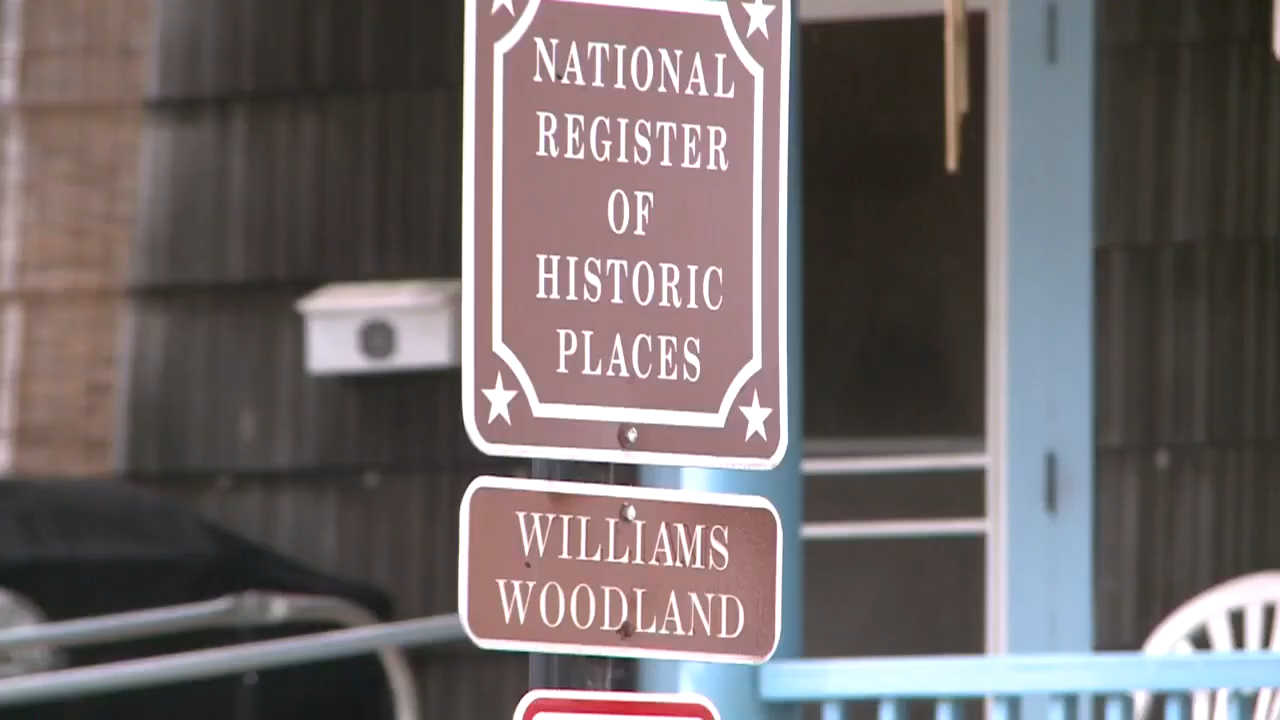 NATIONAL
REGISTER
OF
HISTORIC
PLACES
WILLIAMS
WOODLAND